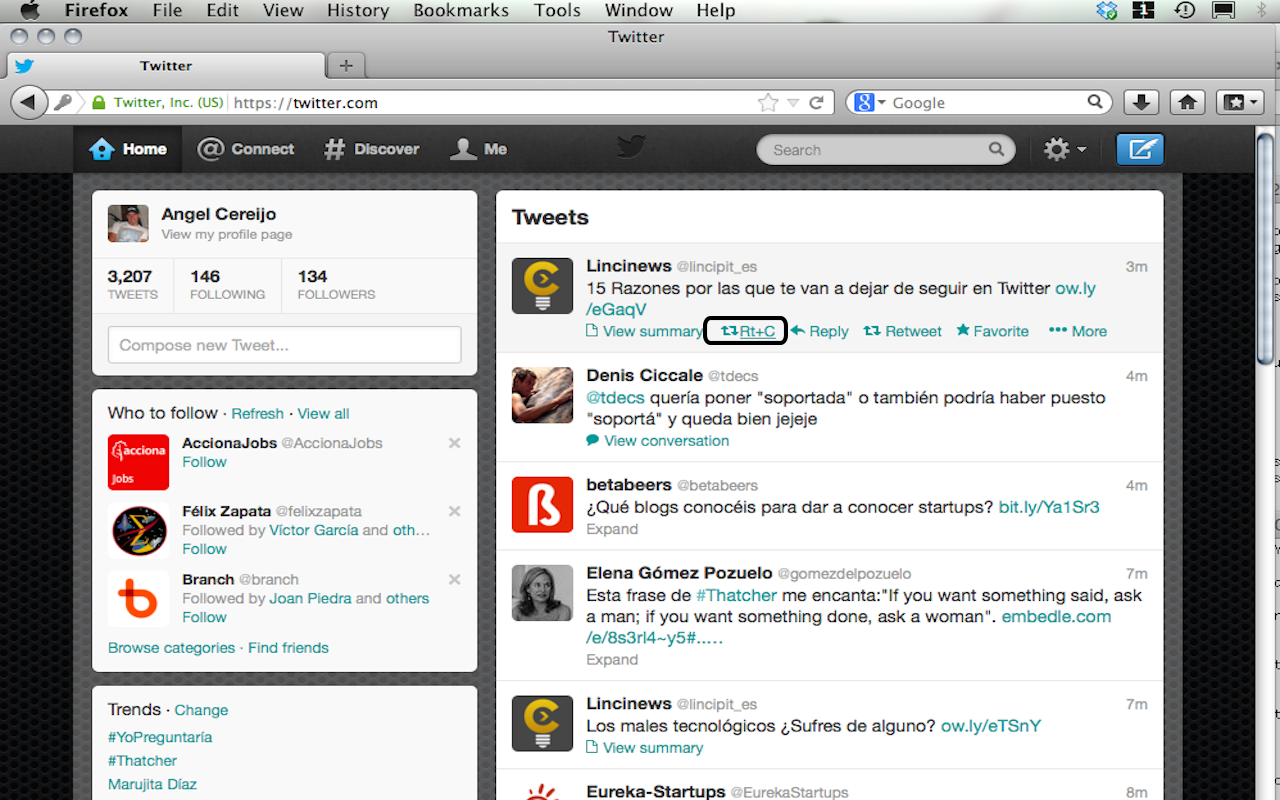 Firefox File Edit View History Bookmarks Tools Window Help
Twitter
Twitter
Twitter, Inc. (US) https://twitter.com Google
Home Connect Discover Me Search
Angel Cereijo
View my profile page
3,207 146 134
TWEETS FOLLOWING FOLLOWERS
Compose new Tweet...
Who to follow · Refresh · View all
AccionaJobs @AccionaJobs
Follow
acciona
Jobs
Félix Zapata @felixzapata
Followed by Víctor García and oth…
Follow
Branch @branch
Followed by Joan Piedra and others
Follow
Browse categories · Find friends
Trends · Change
#YoPreguntaría
#Thatcher
Marujita Díaz
Tweets
Lincinews @lincipit_es 3m
15 Razones por las que te van a dejar de seguir en Twitter ow.ly
/eGaqV
View summary Rt+C Reply Retweet Favorite More
Denis Ciccale @tdecs 4m
@tdecs quería poner "soportada" o también podría haber puesto
"soportá" y queda bien jejeje
View conversation
betabeers @betabeers 4m
¿Qué blogs conocéis para dar a conocer startups? bit.ly/Ya1Sr3
Expand
Elena Gómez Pozuelo @gomezdelpozuelo 7m
Esta frase de #Thatcher me encanta:"If you want something said, ask
a man; if you want something done, ask a woman". embedle.com
/e/8s3rl4~y5#.…
Expand
Lincinews @lincipit_es 7m
Los males tecnológicos ¿Sufres de alguno? ow.ly/eTSnY
View summary
Eureka-Startups @EurekaStartups 8m